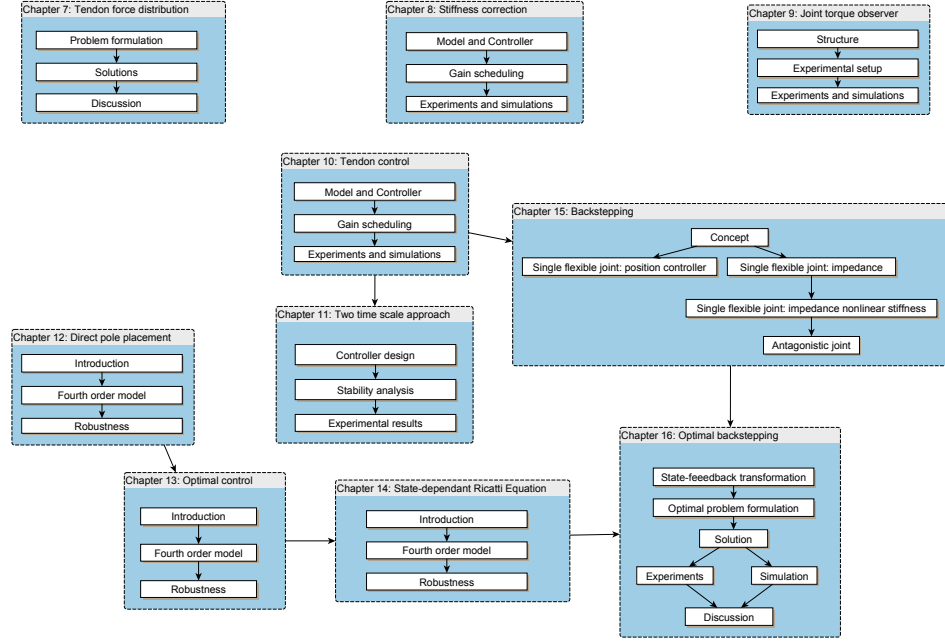 Chapter 7: Tendon force distribution
Problem formulation
Solutions
Discussion
Chapter 8: Stiffness correction
Model and Controller
Gain scheduling
Experiments and simulations
Chapter 9: Joint torque observer
Structure
Experimental setup
Experiments and simulations
Chapter 10: Tendon control
Model and Controller
Gain scheduling
Experiments and simulations
Chapter 15: Backstepping
Concept
Single flexible joint: position controller
Single flexible joint: impedance
Single flexible joint: impedance nonlinear stiffness
Antagonistic joint
Chapter 11: Two time scale approach
Controller design
Stability analysis
Experimental results
Chapter 12: Direct pole placement
Introduction
Fourth order model
Robustness
Chapter 13: Optimal control
Introduction
Fourth order model
Robustness
Chapter 14: State-dependant Ricatti Equation
Introduction
Fourth order model
Robustness
Chapter 16: Optimal backstepping
State-feeedback transformation
Optimal problem formulation
Solution
Experiments
Simulation
Discussion